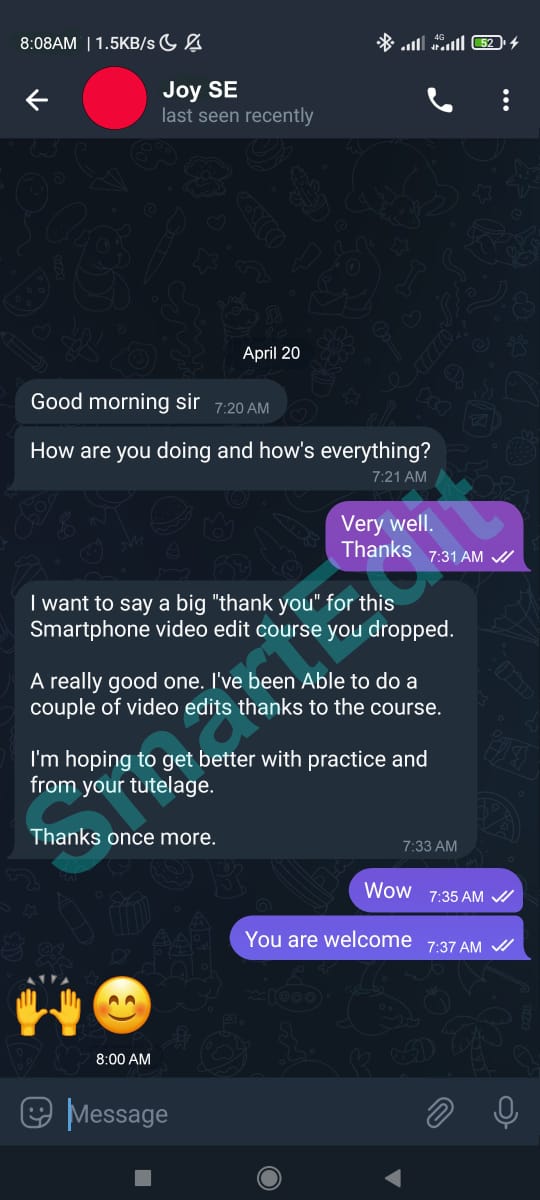 8:08AM | 1.5KB/s
4G
52
Joy SE
last seen recently
April 20
Good morning sir 7:20 AM
How are you doing and how's everything?
7:21 AM
Very well.
Thanks 7:31 AM
I want to say a big "thank you" for this
Smartphone video edit course you dropped.
A really good one. I've been Able to do a
couple of video edits thanks to the course.
I'm hoping to get better with practice and
from your tutelage.
Thanks once more.
7:33 AM
SmartEdit
Wow 7:35 AM
You are welcome 7:37 AM
8:00 AM
Message